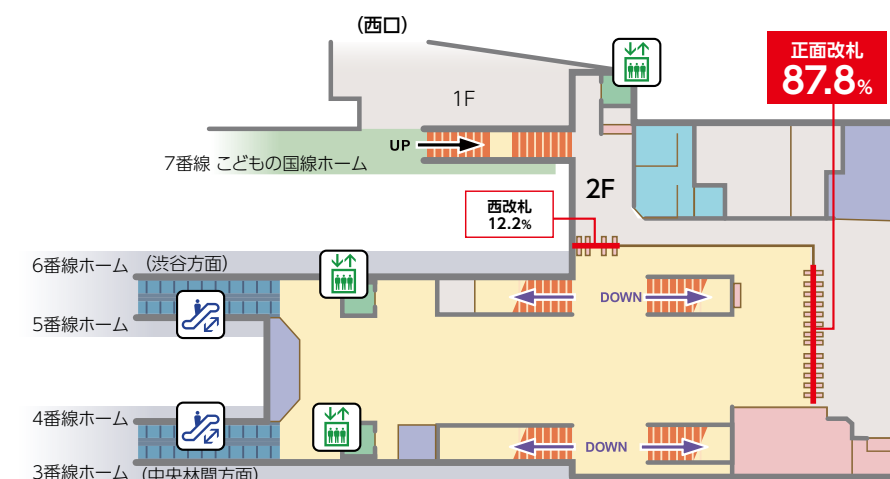 (西口)
正面改札
87.8%
1F
UP
7番線 こどもの国線ホーム
2F
西改札
12.2%
6番線ホーム (渋谷方面)
DOWN
5番線ホーム
4番線ホーム
DOWN
3番線ホーム (中央林間方面)